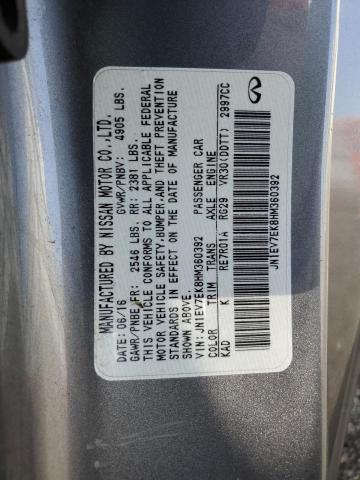 MANUFACTURED BY NISSAN MOTOR CO.,LTD.
DATE: 06/16 GVWR/PNBV: 4905 LBS.
GAWR/PNBE FR: 2546 LBS. RR: 2381 LBS.
THIS VEHICLE CONFORMS TO ALL APPLICABLE FEDERAL
MOTOR VEHICLE SAFETY,BUMPER, AND THEFT PREVENTION
STANDARDS IN EFFECT ON THE DATE OF MANUFACTURE
SHOWN ABOVE.
VIN: JN1EV7EK8HM360392 PASSENGER CAR
COLOR TRIM TRANS AXLE ENGINE
KAD K RE7R01A RG29 VR30(DDTT) 2997CC
JN1EV7EK8HM360392